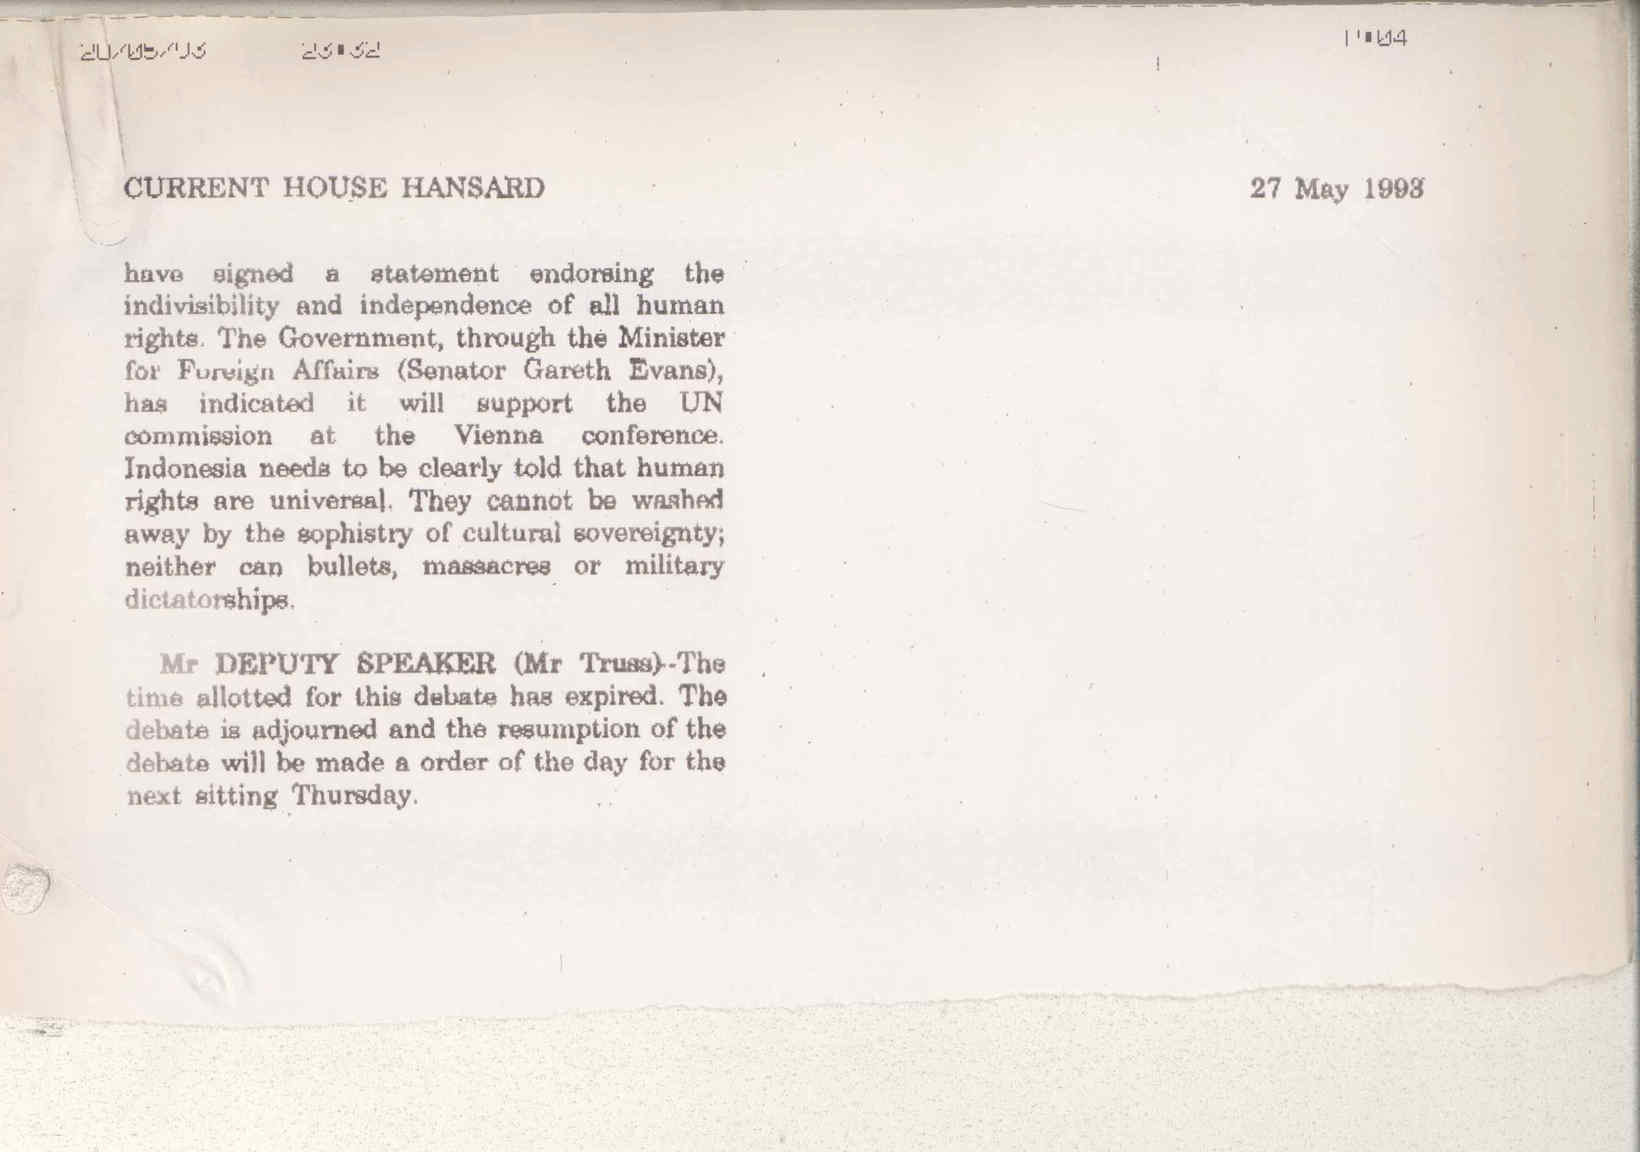 23:32
CURRENT HOUSE HANSARD 27 May 1993
have signed a statement endorsing the
indivisibility and independence of all human
rights. The Government, through the Minister
for Foreign Affairs (Senator Gareth Evans),
has indicated it will support the UN
commission at the Vienna conference.
Indonesia needs to be clearly told that human
rights are universal. They cannot be washed
away by the sophistry of cultural sovereignty;
neither can bullets, massacres or military
dictatorships.
Mr DEPUTY SPEAKER (Mr Truss)-The
time allotted for this debate has expired. The
debate is adjourned and the resumption of the
debate will be made a order of the day for the
next sitting Thursday.